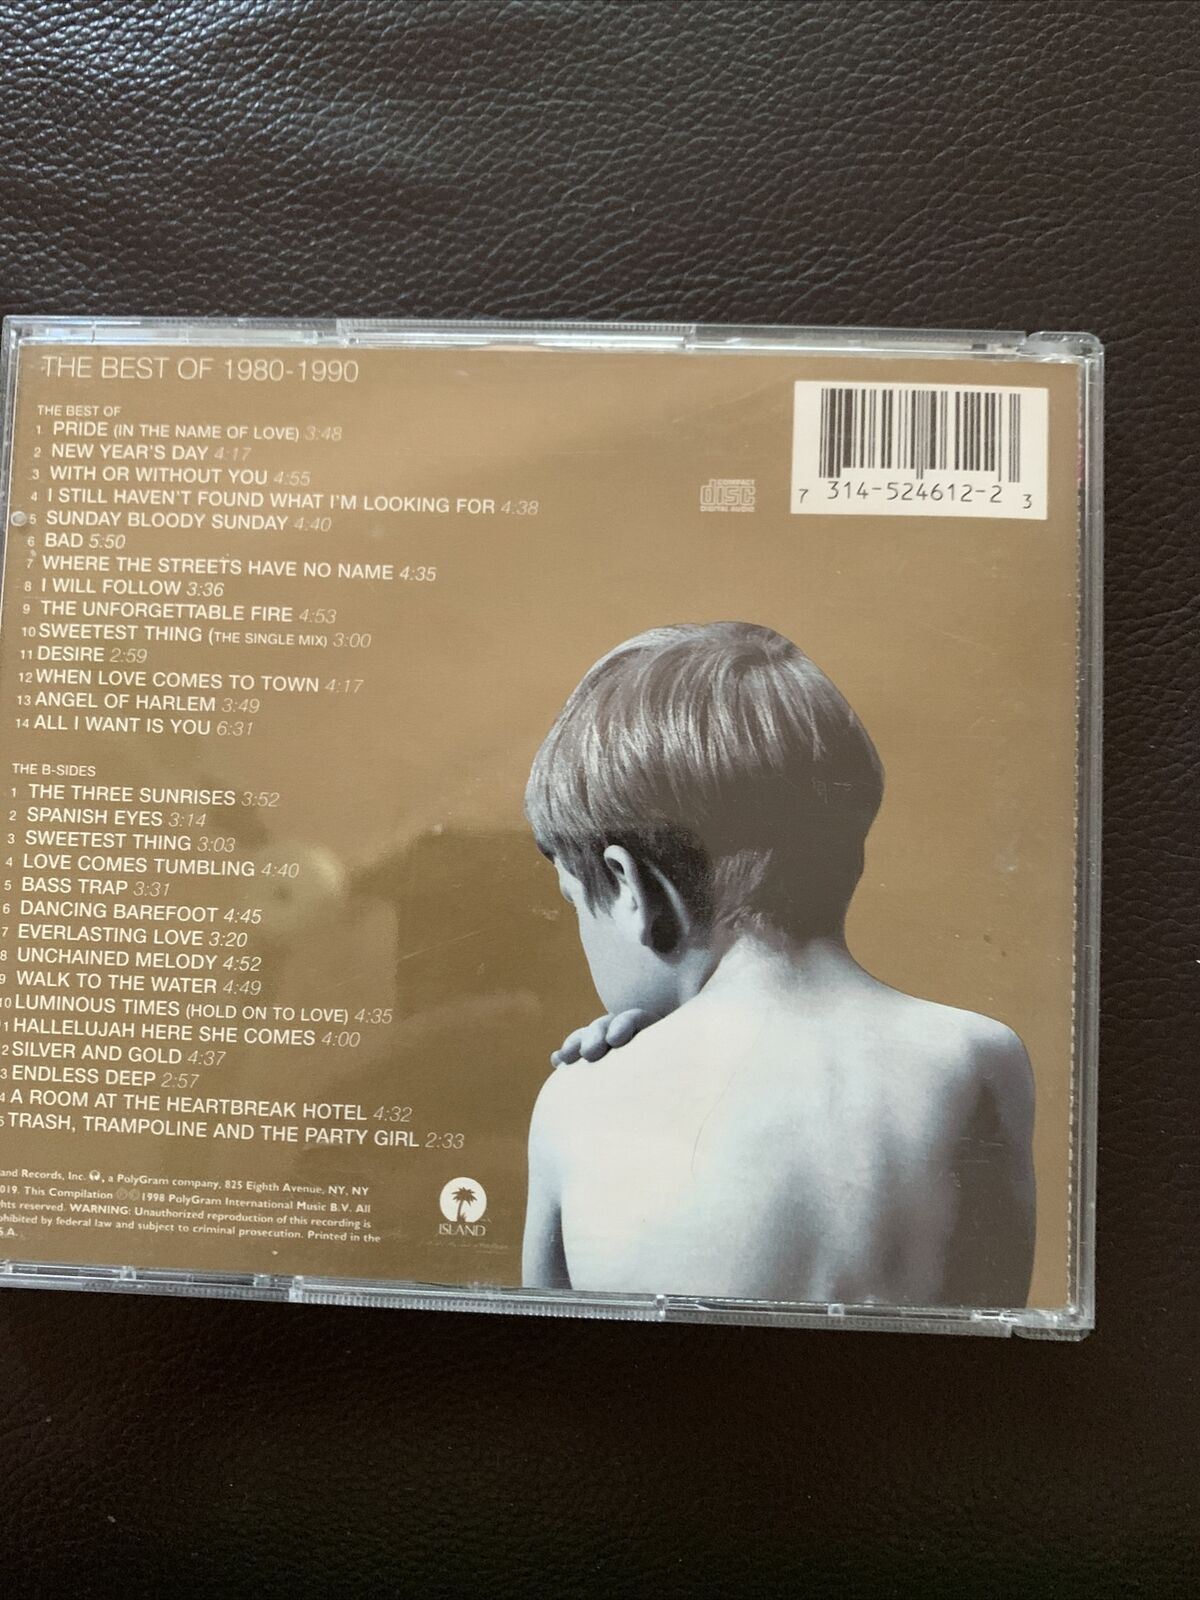 THE BEST OF 1980-1990
THE BEST OF
1 PRIDE (IN THE NAME OF LOVE) 3:48
2 NEW YEAR'S DAY 4:17
3 WITH OR WITHOUT YOU 4:55
4 I STILL HAVEN'T FOUND WHAT I'M LOOKING FOR 4:38
5 SUNDAY BLOODY SUNDAY 4:40
6 BAD 5:50
7 WHERE THE STREETS HAVE NO NAME 4:35
8 I WILL FOLLOW 3:36
9 THE UNFORGETTABLE FIRE 4:53
10 SWEETEST THING (THE SINGLE MIX) 3:00
11 DESIRE 2:59
12 WHEN LOVE COMES TO TOWN 4:17
13 ANGEL OF HARLEM 3:49
14 ALL I WANT IS YOU 6:31
THE B-SIDES
1 THE THREE SUNRISES 3:52
2 SPANISH EYES 3:14
3 SWEETEST THING 3:03
4 LOVE COMES TUMBLING 4:40
5 BASS TRAP 3:31
6 DANCING BAREFOOT 4:45
7 EVERLASTING LOVE 3:20
8 UNCHAINED MELODY 4:52
9 WALK TO THE WATER 4:49
10 LUMINOUS TIMES (HOLD ON TO LOVE) 4:35
1 HALLELUJAH HERE SHE COMES 4:00
2 SILVER AND GOLD 4:37
3 ENDLESS DEEP 2:57
4 A ROOM AT THE HEARTBREAK HOTEL 4:32
5 TRASH, TRAMPOLINE AND THE PARTY GIRL 2:33
and Records, Inc. , a PolyGram company, 825 Eighth Avenue, NY, NY
019. This Compilation ℗©1998 PolyGram International Music B.V. All
hts reserved. WARNING: Unauthorized reproduction of this recording is
ohibited by federal law and subject to criminal prosecution. Printed in the
S.A.
ISLAND
COMPACT
disc
DIGITAL AUDIO
7 314-524612-2 3